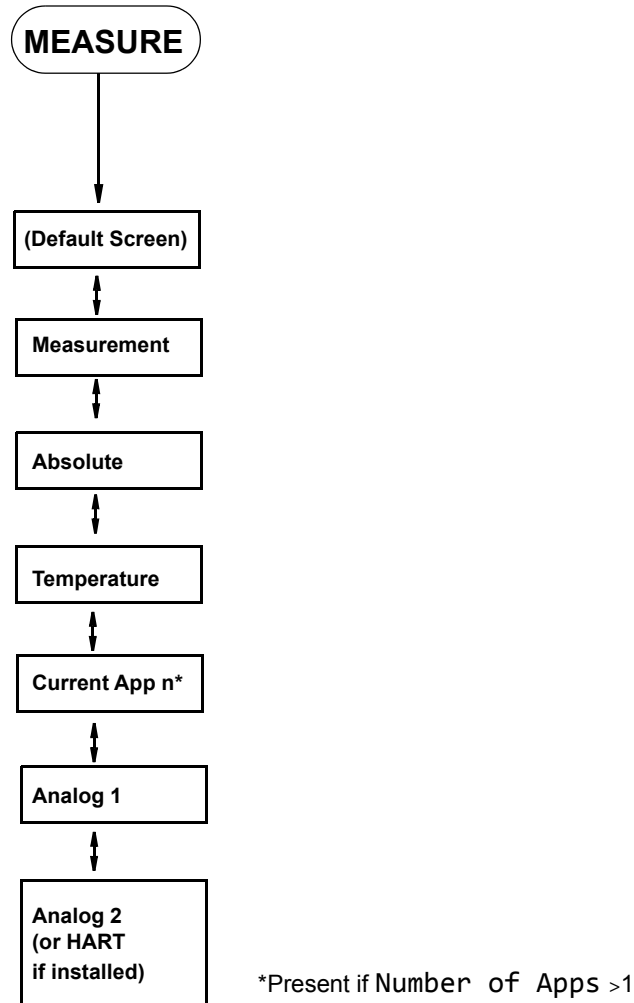 MEASURE
(Default Screen)
Measurement
Absolute
Temperature
Current App n*
Analog 1
Analog 2
(or HART
if installed)
*Present if Number of Apps >1